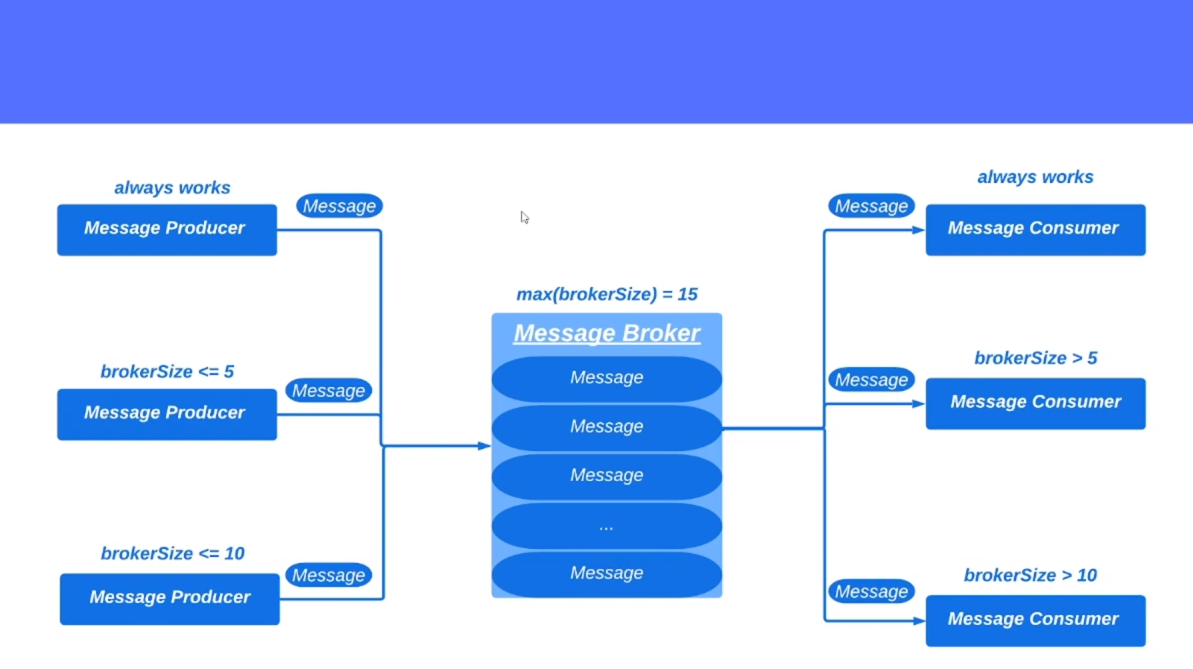 always works
Message Producer
Message
brokerSize <= 5
Message Producer
Message
brokerSize <= 10
Message Producer
Message
max(brokerSize) = 15
Message Broker
Message
Message
Message
...
Message
always works
Message
Message Consumer
brokerSize > 5
Message
Message Consumer
brokerSize > 10
Message
Message Consumer